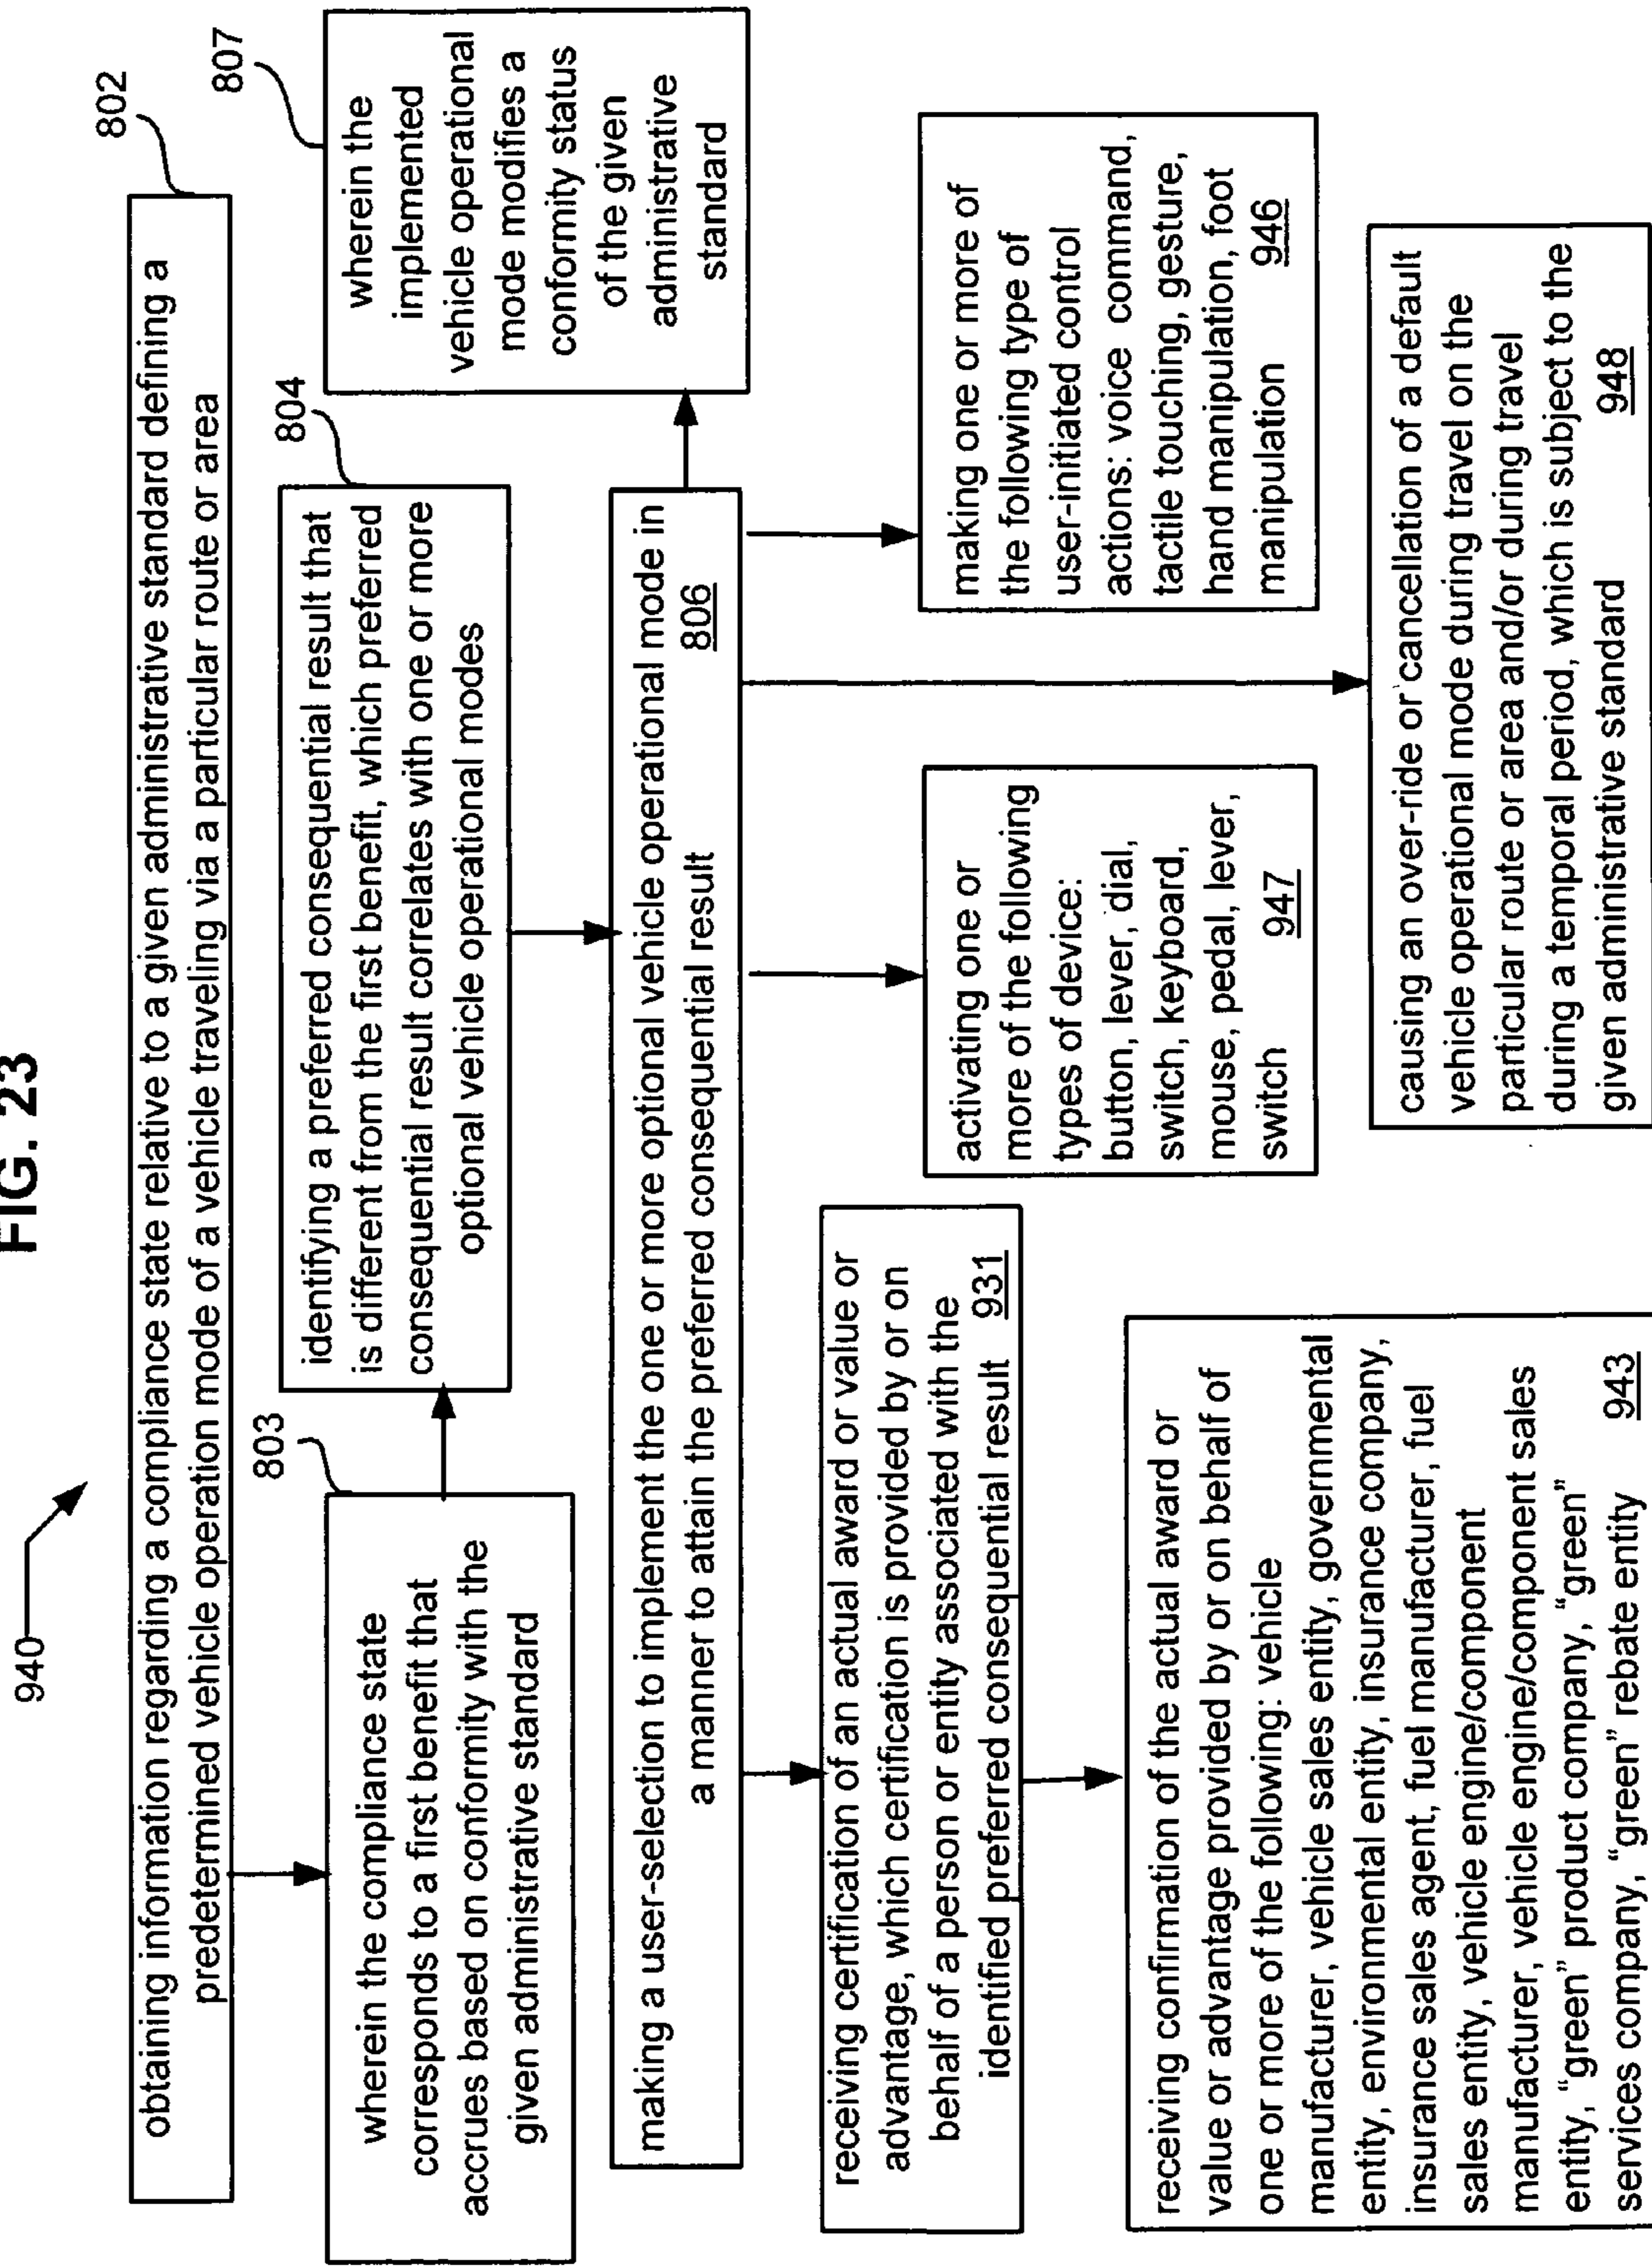 FIG. 23
940
802
obtaining information regarding a compliance state relative to a given administrative standard defining a
predetermined vehicle operation mode of a vehicle traveling via a particular route or area
803
wherein the compliance state
corresponds to a first benefit that
accrues based on conformity with the
given administrative standard
804
identifying a preferred consequential result that
is different from the first benefit, which preferred
consequential result correlates with one or more
optional vehicle operational modes
807
wherein the
implemented
vehicle operational
mode modifies a
conformity status
of the given
administrative
standard
making a user-selection to implement the one or more optional vehicle operational mode in
a manner to attain the preferred consequential result 806
receiving certification of an actual award or value or
advantage, which certification is provided by or on
behalf of a person or entity associated with the
identified preferred consequential result 931
activating one or
more of the following
types of device:
button, lever, dial,
switch, keyboard,
mouse, pedal, lever,
switch 947
making one or more of
the following type of
user-initiated control
actions: voice command,
tactile touching, gesture,
hand manipulation, foot
manipulation 946
receiving confirmation of the actual award or
value or advantage provided by or on behalf of
one or more of the following: vehicle
manufacturer, vehicle sales entity, governmental
entity, environmental entity, insurance company,
insurance sales agent, fuel manufacturer, fuel
sales entity, vehicle engine/component
manufacturer, vehicle engine/component sales
entity, “green” product company, “green”
services company, “green” rebate entity 943
causing an over-ride or cancellation of a default
vehicle operational mode during travel on the
particular route or area and/or during travel
during a temporal period, which is subject to the
given administrative standard 948